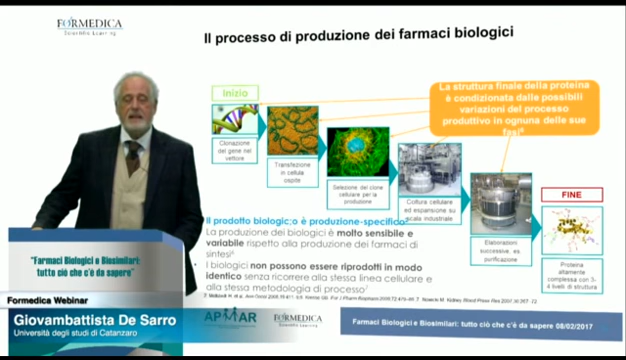 FORMEDICA
Scientific Learning
Il processo di produzione dei farmaci biologici
Inizio
La struttura finale della proteina
è condizionata dalle possibili
variazioni del processo
produttivo in ognuna delle sue
fasi
Clonazione
del gene nel
vettore
Transfezione
in cellula
ospite
Selezione del clone
cellulare per la
produzione
Coltura cellulare
ed espansione su
scala industriale
Elaborazioni
successive, es.
purificazione
FINE
Proteina
altamente
complessa con 3-
4 livelli di struttura
Il prodotto biologic;o è produzione-specifico
La produzione dei biologici è molto sensibile e
variabile rispetto alla produzione dei farmaci di
sintesi
I biologici non possono essere riprodotti in modo
identico senza ricorrere alla stessa linea cellulare e
alla stessa metodologia di processo
"Farmaci Biologici e Biosimilari:
tutto ciò che c'è da sapere"
Formedica Webinar
Giovambattista De Sarro
Università degli studi di Catanzaro
FORMEDICA
Scientific Learning
Farmaci Biologici e Biosimilari: tutto ciò che c'è da sapere 08/02/2017